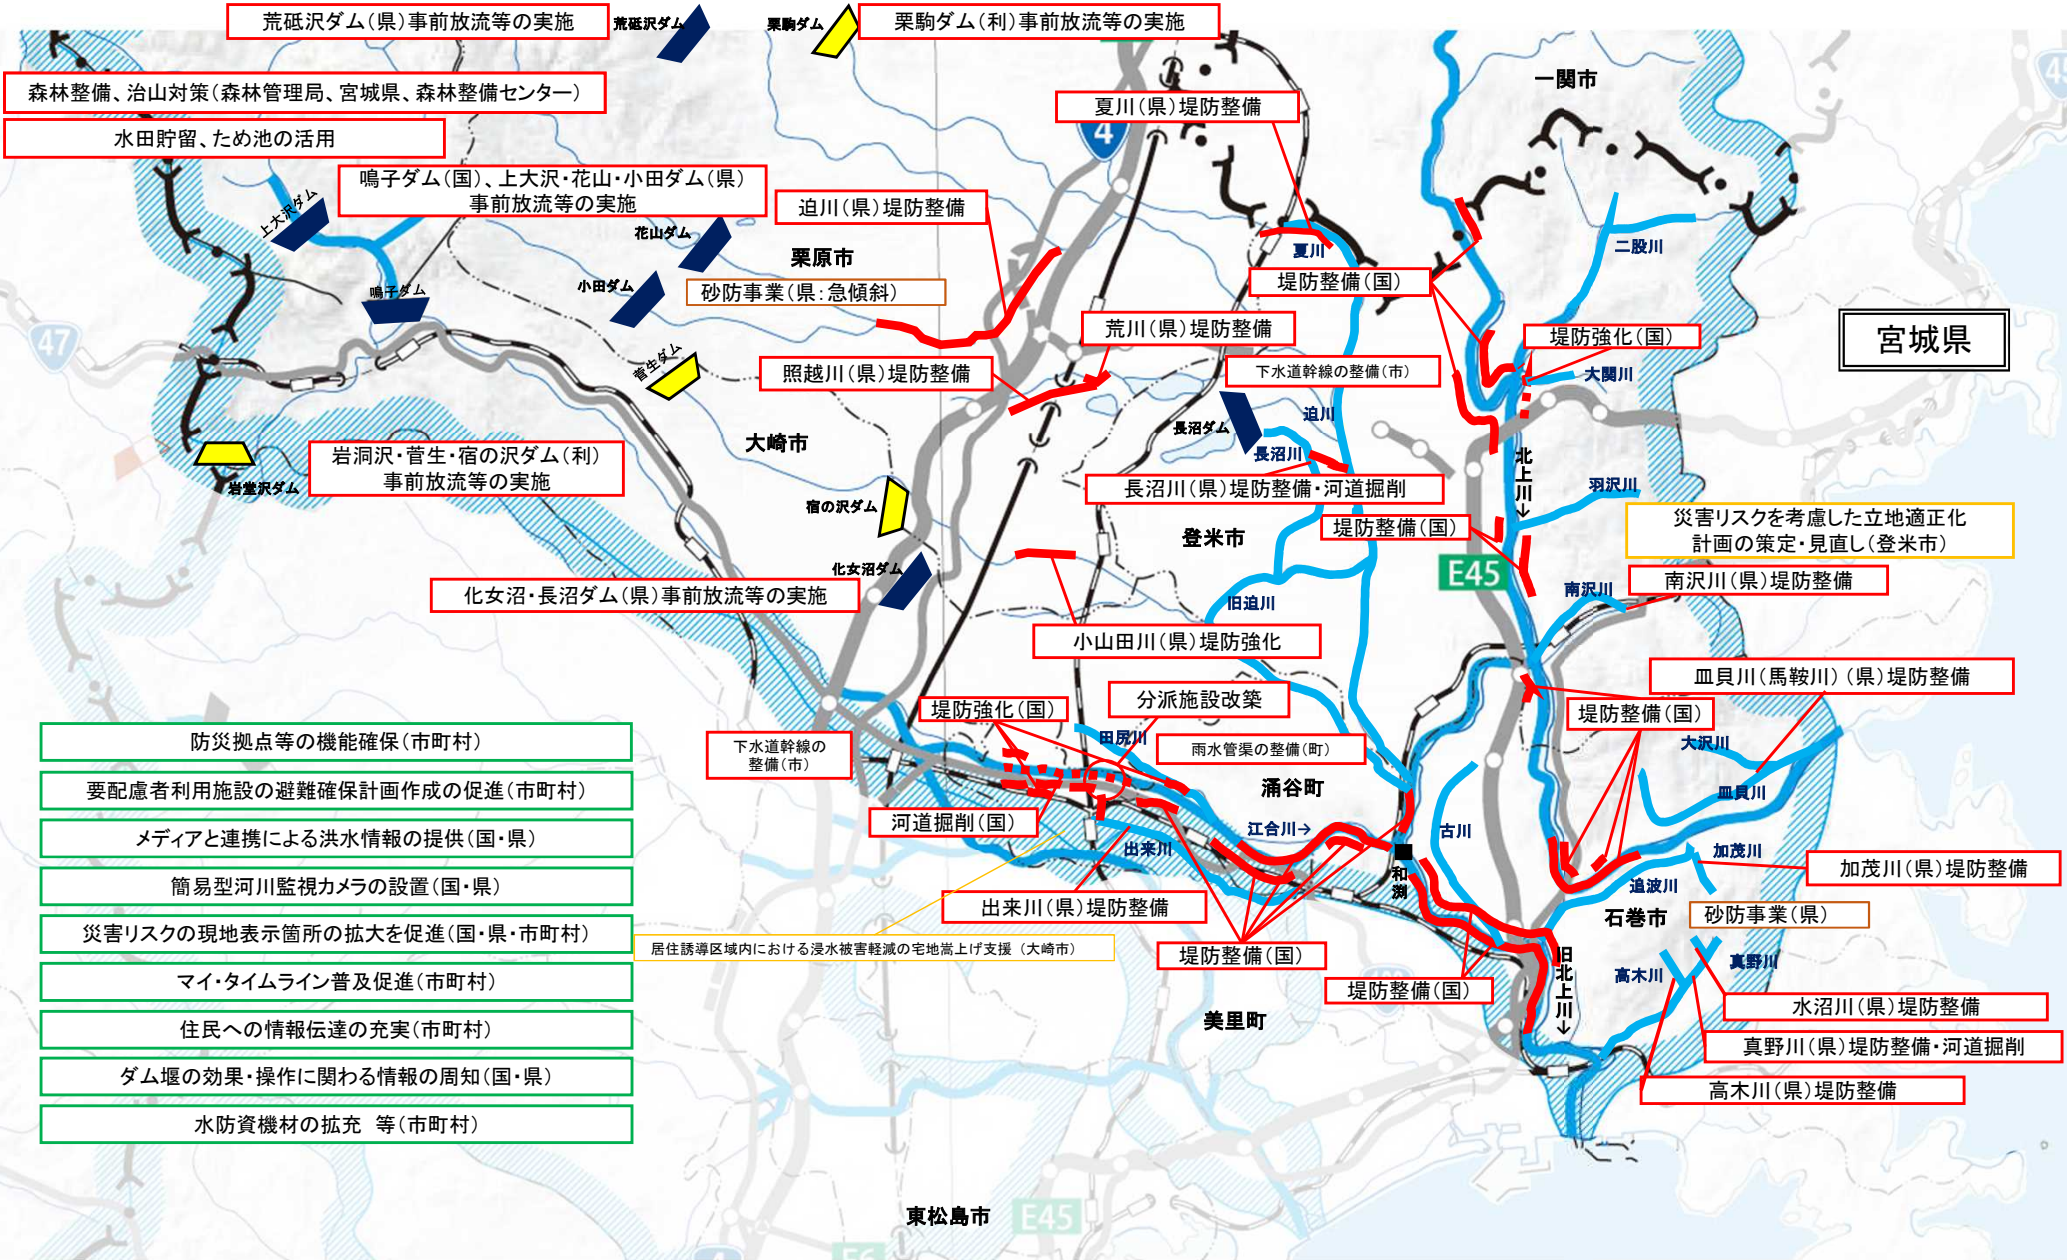 荒砥沢ダム(県)事前放流等の実施
荒砥沢ダム
栗駒ダム
栗駒ダム(利)事前放流等の実施
一関市
森林整備、治山対策(森林管理局、宮城県、森林整備センター)
夏川(県)堤防整備
4
水田貯留、ため池の活用
鳴子ダム(国)、上大沢・花山・小田ダム(県)
事前放流等の実施
上大沢ダム
迫川(県)堤防整備
花山ダム
栗原市
夏川
二股川
堤防整備(国)
小田ダム
砂防事業(県:急傾斜)
鳴子ダム
荒川(県)堤防整備
堤防強化(国)
宮城県
47
菅生ダム
照越川(県)堤防整備
下水道幹線の整備(市)
大関川
長沼ダム
迫川
大崎市
岩洞沢・菅生・宿の沢ダム(利)
事前放流等の実施
岩堂沢ダム
長沼川
北上川→
長沼川(県)堤防整備・河道掘削
羽沢川
宿の沢ダム
登米市
堤防整備(国)
災害リスクを考慮した立地適正化
計画の策定・見直し(登米市)
E45
化女沼ダム
化女沼・長沼ダム(県)事前放流等の実施
南沢川
南沢川(県)堤防整備
旧迫川
小山田川(県)堤防強化
皿貝川(馬鞍川)(県)堤防整備
分派施設改築
堤防強化(国)
堤防整備(国)
田尻川
雨水管渠の整備(町)
大沢川
下水道幹線の
整備(市)
防災拠点等の機能確保(市町村)
要配慮者利用施設の避難確保計画作成の促進(市町村)
涌谷町
皿貝川
河道掘削(国)
江合川→
古川
メディアと連携による洪水情報の提供(国・県)
出来川
加茂川
加茂川(県)堤防整備
和渕
追波川
簡易型河川監視カメラの設置(国・県)
出来川(県)堤防整備
石巻市
砂防事業(県)
災害リスクの現地表示箇所の拡大を促進(国・県・市町村)
居住誘導区域内における浸水被害軽減の宅地嵩上げ支援(大崎市)
堤防整備(国)
旧北上川→
真野川
高木川
マイ・タイムライン普及促進(市町村)
堤防整備(国)
水沼川(県)堤防整備
美里町
住民への情報伝達の充実(市町村)
真野川(県)堤防整備・河道掘削
ダム堰の効果・操作に関わる情報の周知(国・県)
高木川(県)堤防整備
水防資機材の拡充 等(市町村)
東松島市
E45
E6
4